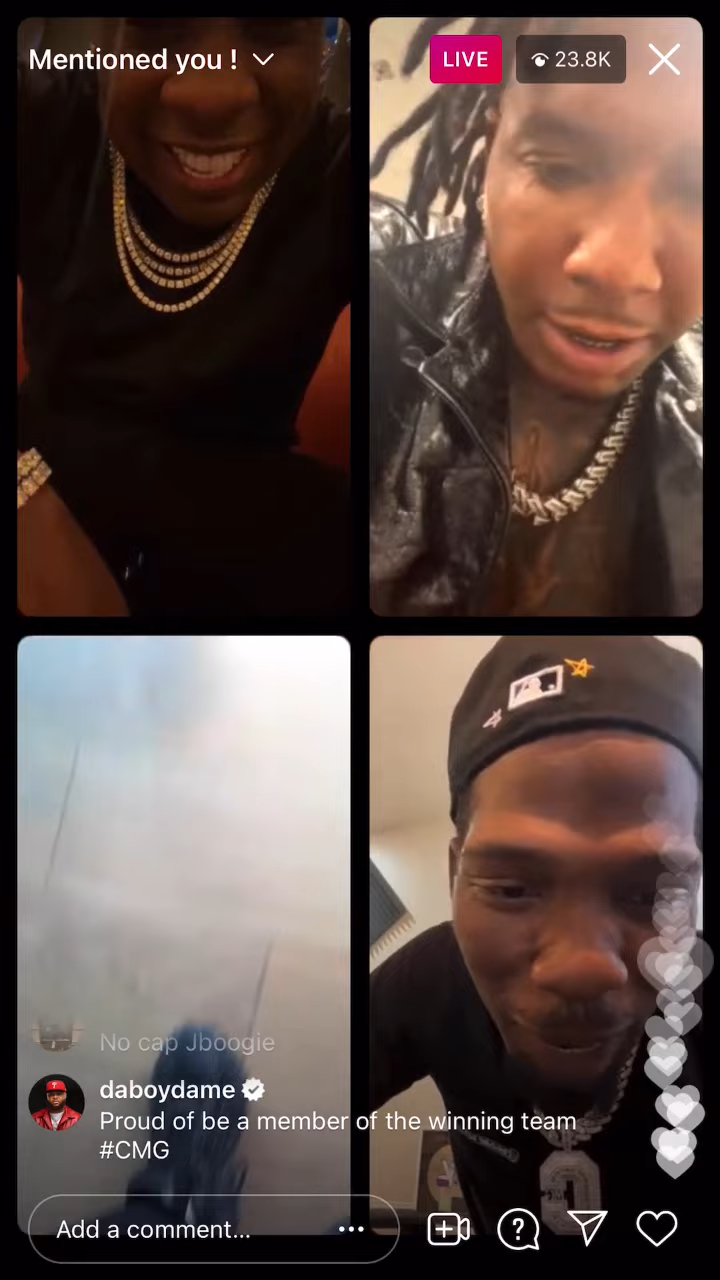 Mentioned you !
LIVE
23.8K
No cap Jboogie
daboydame
Proud of be a member of the winning team
#CMG
Add a comment...